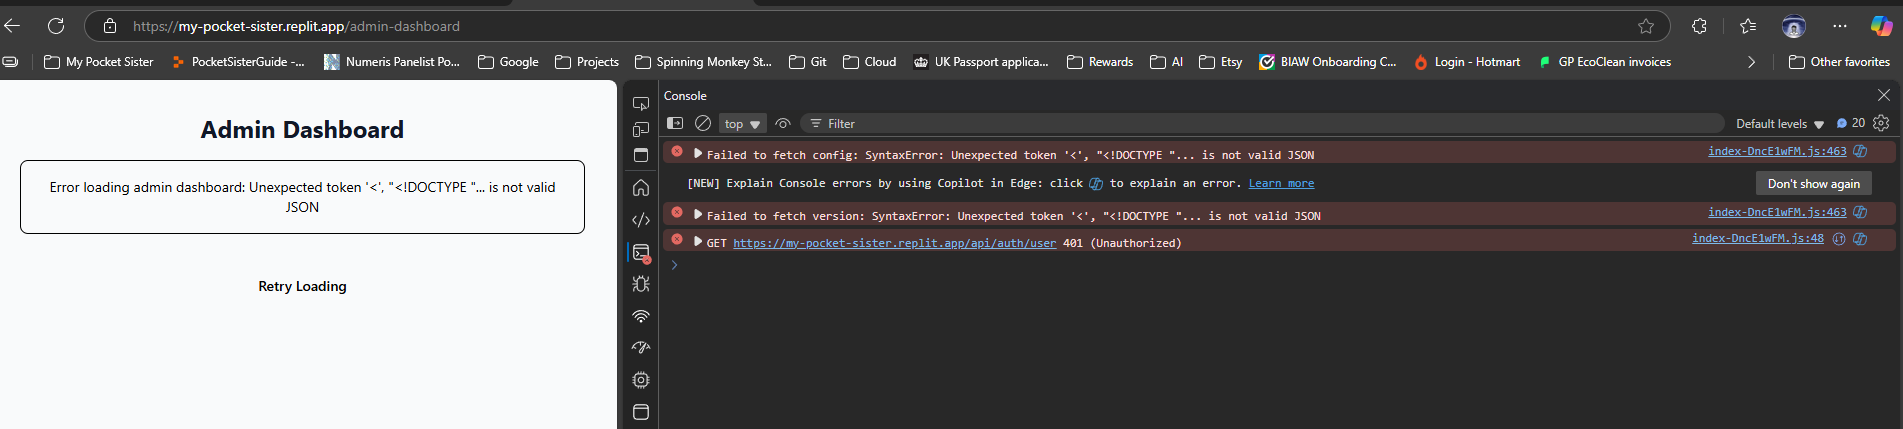 https://my-pocket-sister.replit.app/admin-dashboard
My Pocket Sister PocketSisterGuide -... Numeris Panelist Po... Google Projects Spinning Monkey St... Git Cloud UK Passport applica... Rewards AI Etsy BIAW Onboarding C... Login - Hotmart GP EcoClean invoices Other favorites
Admin Dashboard
Error loading admin dashboard: Unexpected token '<', "<!DOCTYPE "... is not valid
JSON
Retry Loading
Console
top Filter Default levels 20
Failed to fetch config: SyntaxError: Unexpected token '<', "<!DOCTYPE "... is not valid JSON index-DncE1wFM.js:463
[NEW] Explain Console errors by using Copilot in Edge: click to explain an error. Learn more Don't show again
Failed to fetch version: SyntaxError: Unexpected token '<', "<!DOCTYPE "... is not valid JSON index-DncE1wFM.js:463
GET https://my-pocket-sister.replit.app/api/auth/user 401 (Unauthorized) index-DncE1wFM.js:48